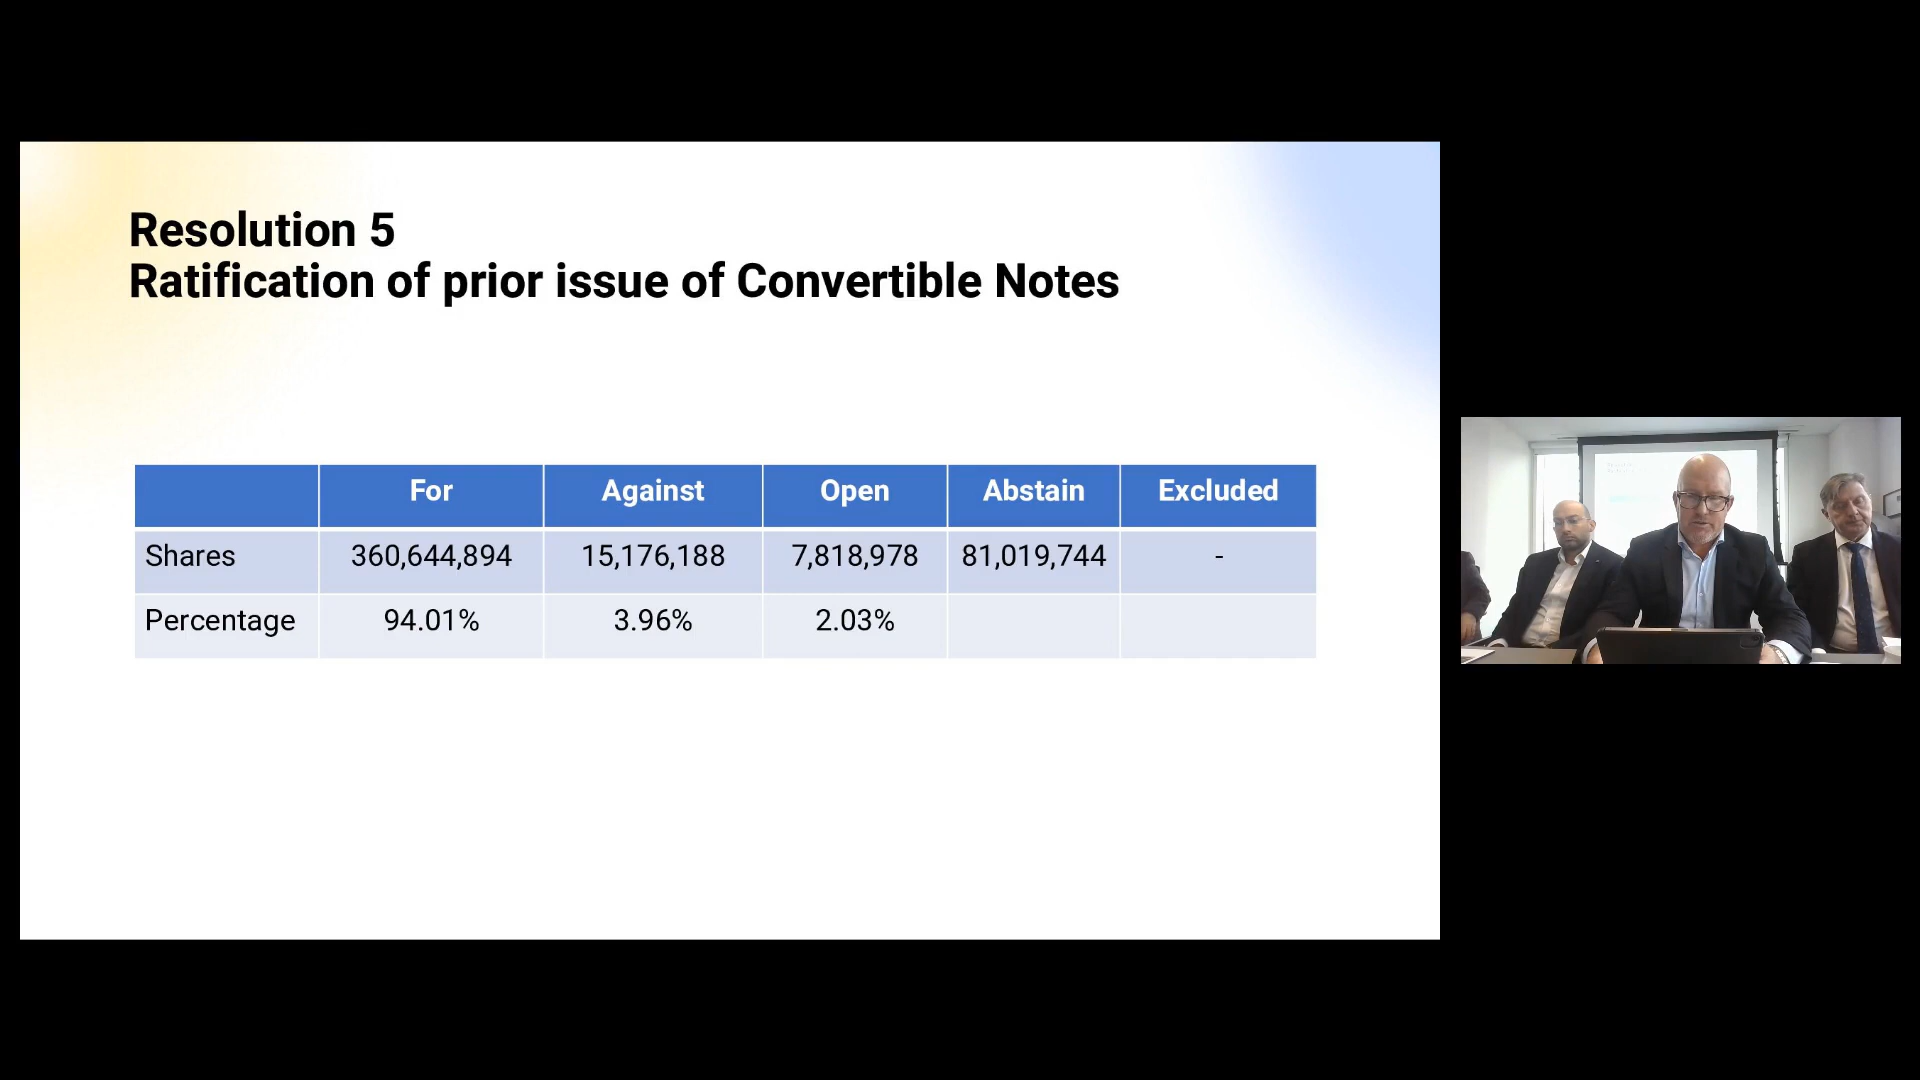 Resolution 5
Ratification of prior issue of Convertible Notes
For Against Open Abstain Excluded
Shares 360,644,894 15,176,188 7,818,978 81,019,744 -
Percentage 94.01% 3.96% 2.03%